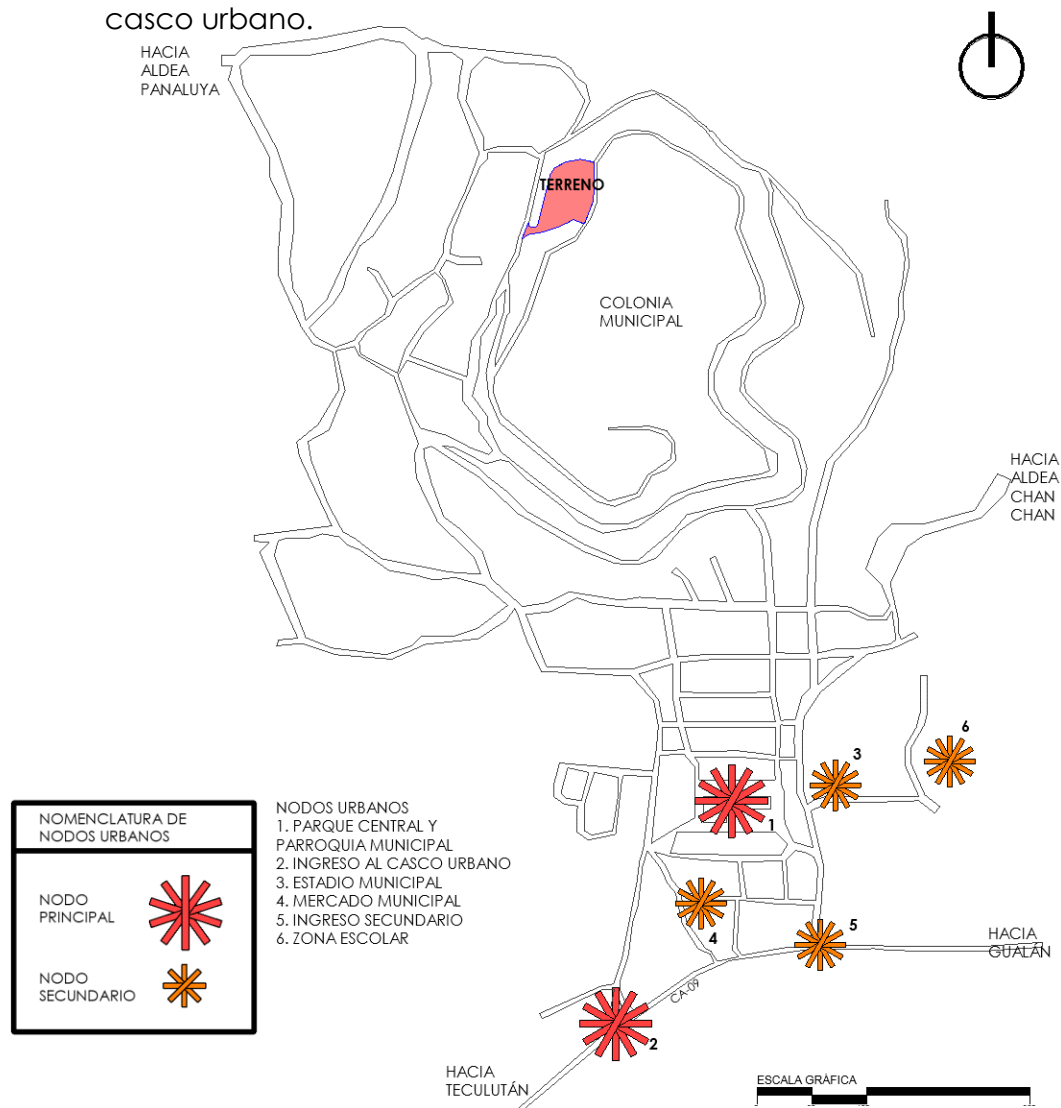 casco urbano.
HACIA
ALDEA
PANALUYA
TERRENO
COLONIA
MUNICIPAL
HACIA
ALDEA
CHAN
CHAN
6
3
1
NOMENCLATURA DE
NODOS URBANOS
NODO
PRINCIPAL
NODO
SECUNDARIO
NODOS URBANOS
1. PARQUE CENTRAL Y
PARROQUIA MUNICIPAL
2. INGRESO AL CASCO URBANO
3. ESTADIO MUNICIPAL
4. MERCADO MUNICIPAL
5. INGRESO SECUNDARIO
6. ZONA ESCOLAR
4
5
HACIA
GUALÁN
CA-09
2
HACIA
TECULUTÁN
ESCALA GRÁFICA